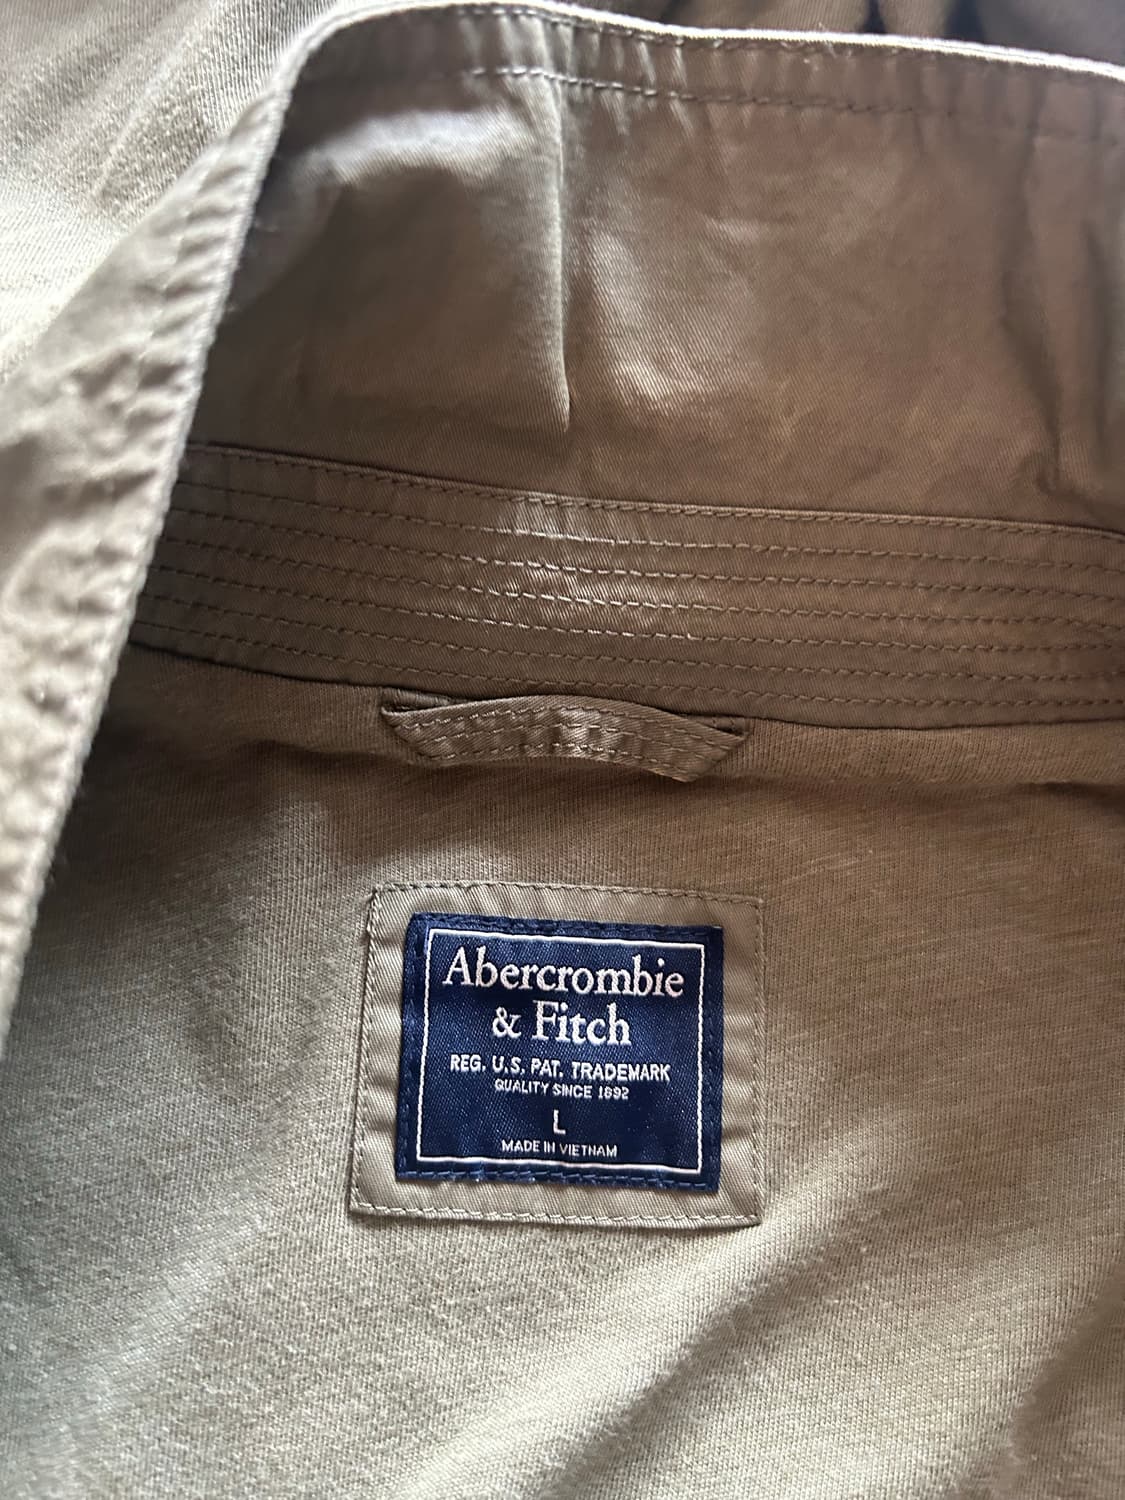 Abercrombie
& Fitch
REG. U.S. PAT. TRADEMARK
QUALITY SINCE 1892
L
MADE IN VIETNAM